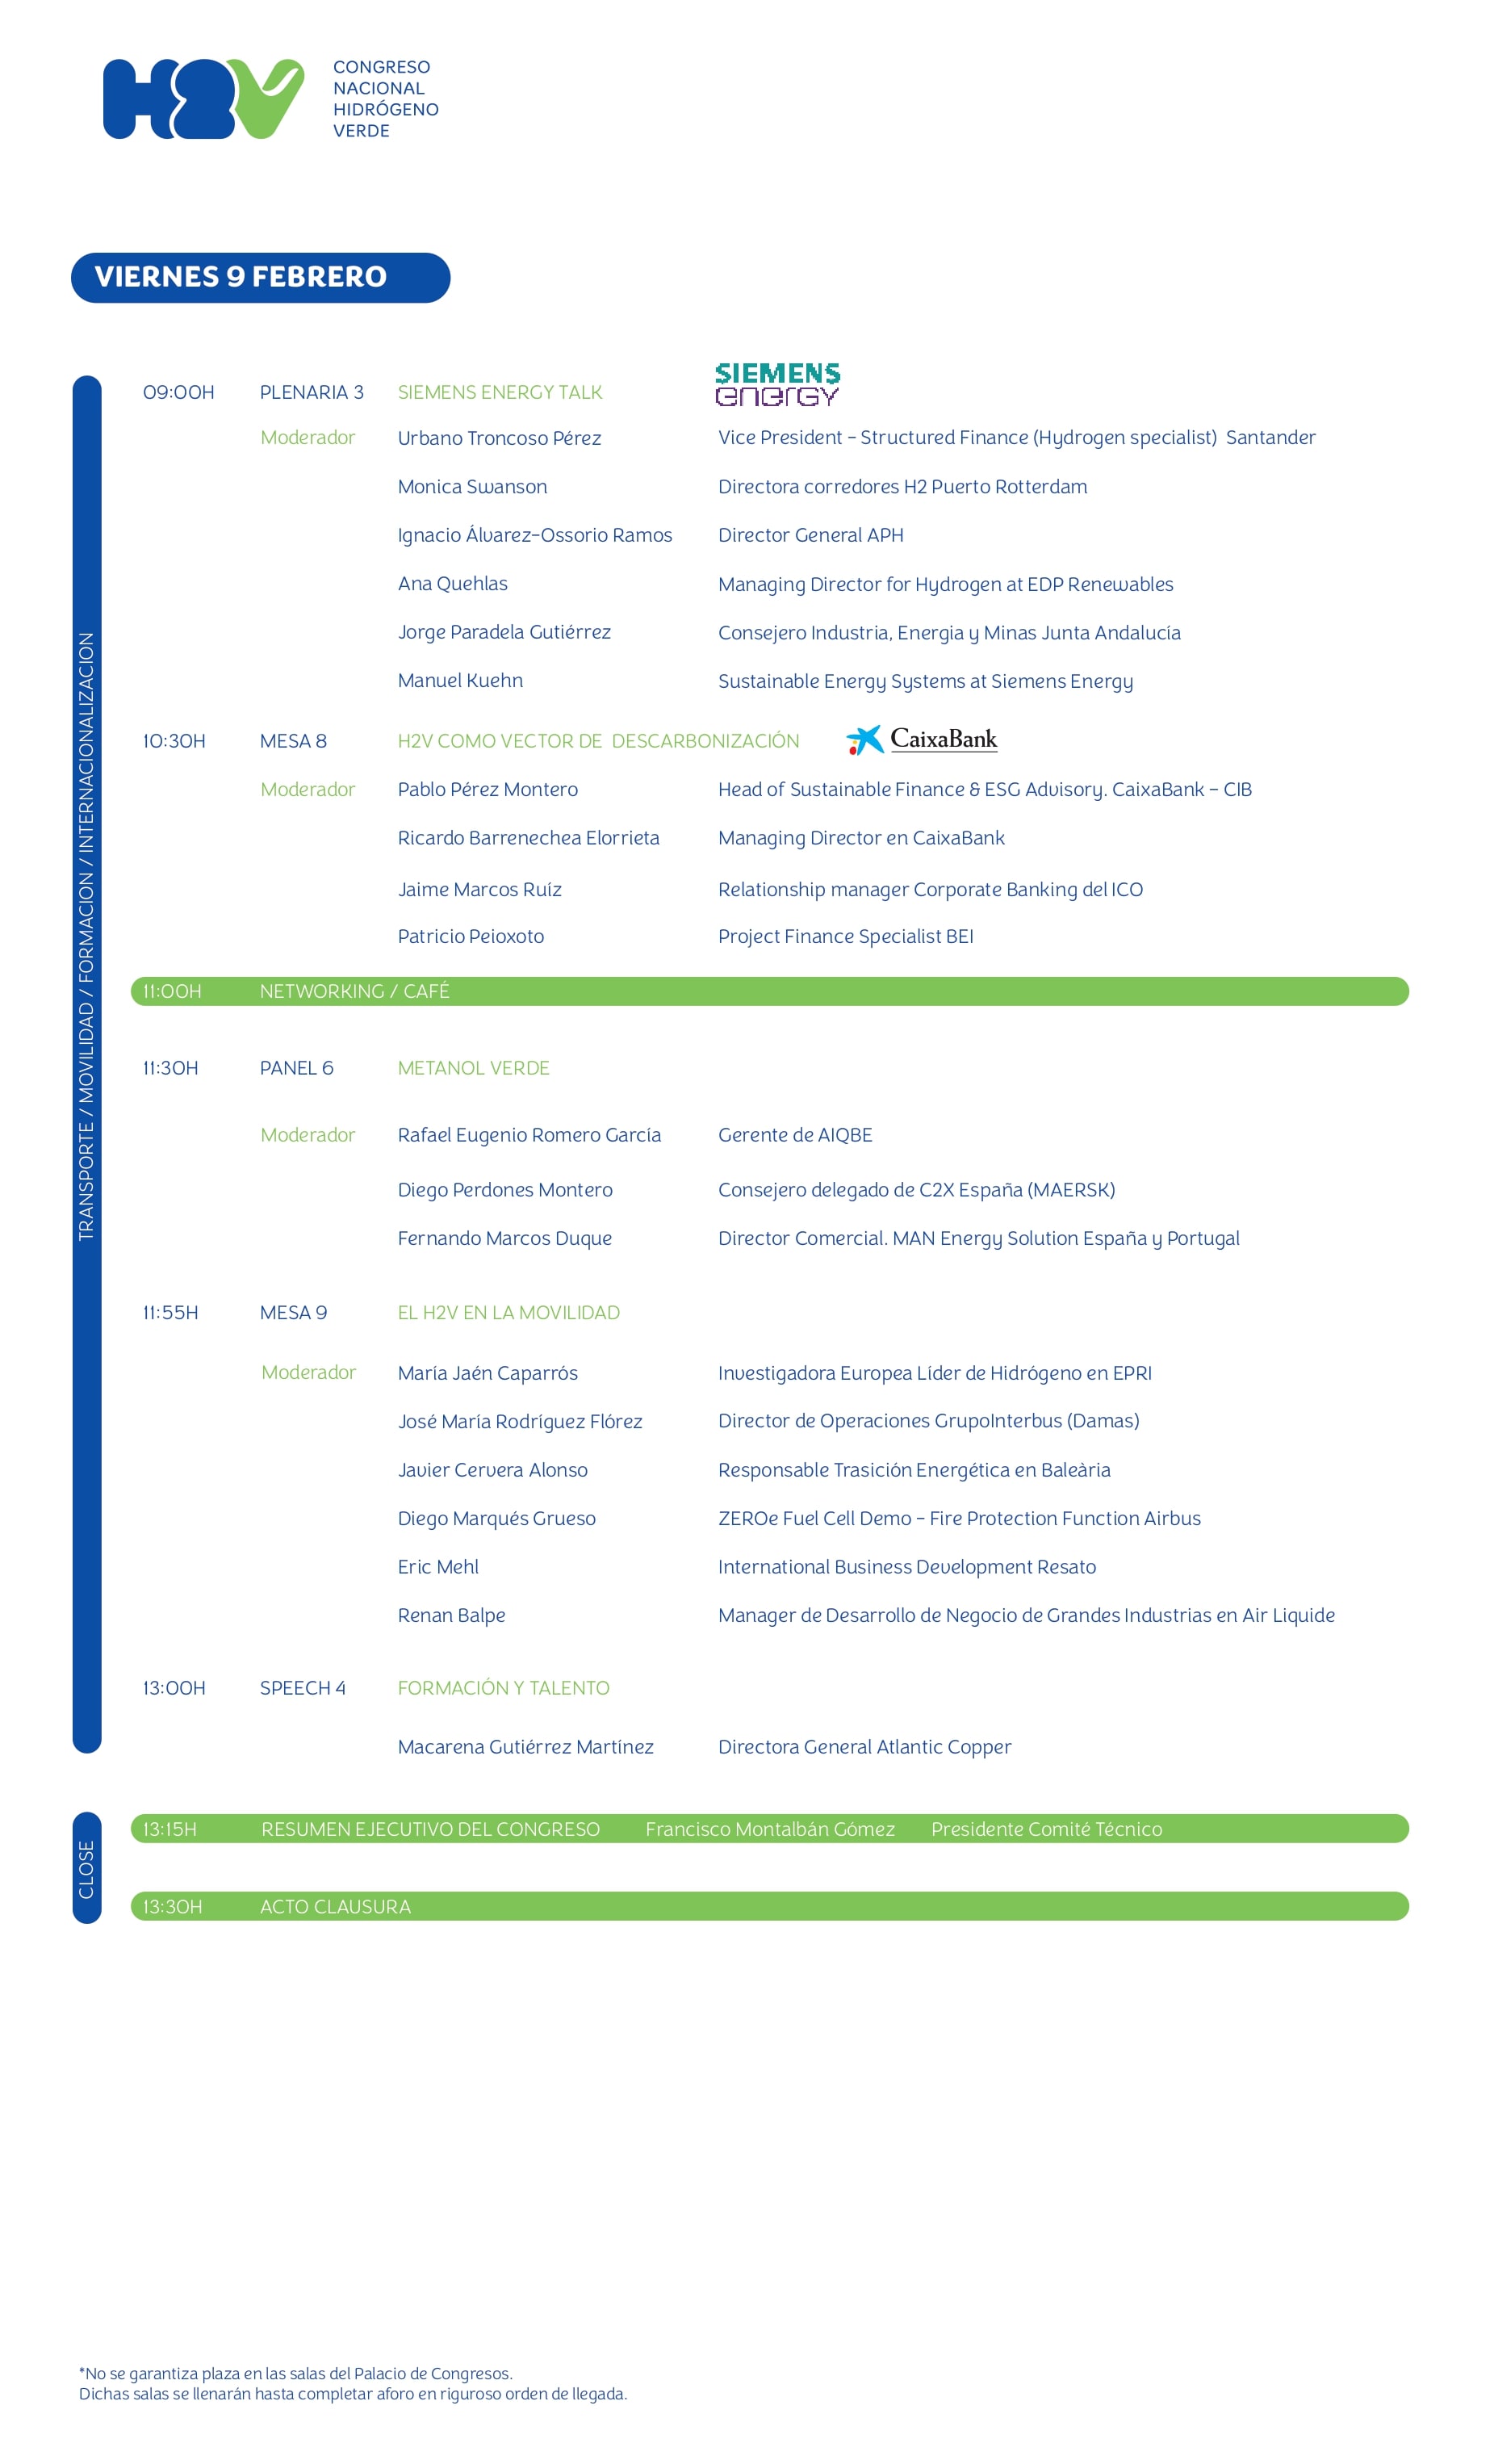 H2V
CONGRESO
NACIONAL
HIDRÓGENO
VERDE
VIERNES 9 FEBRERO
TRANSPORTE / MOVILIDAD / FORMACION / INTERNACIONALIZACION
09:00H PLENARIA 3 SIEMENS ENERGY TALK SIEMENS energy
Moderador Urbano Troncoso Pérez Vice President - Structured Finance (Hydrogen specialist) Santander
Monica Swanson Directora corredores H2 Puerto Rotterdam
Ignacio Álvarez-Ossorio Ramos Director General APH
Ana Quehlas Managing Director for Hydrogen at EDP Renewables
Jorge Paradela Gutiérrez Consejero Industria, Energia y Minas Junta Andalucía
Manuel Kuehn Sustainable Energy Systems at Siemens Energy
10:30H MESA 8 H2V COMO VECTOR DE DESCARBONIZACIÓN CaixaBank
Moderador Pablo Pérez Montero Head of Sustainable Finance & ESG Advisory. CaixaBank – CIB
Ricardo Barrenechea Elorrieta Managing Director en CaixaBank
Jaime Marcos Ruíz Relationship manager Corporate Banking del ICO
Patricio Peioxoto Project Finance Specialist BEI
11:00H NETWORKING / CAFÉ
11:30H PANEL 6 METANOL VERDE
Moderador Rafael Eugenio Romero García Gerente de AIQBE
Diego Perdones Montero Consejero delegado de C2X España (MAERSK)
Fernando Marcos Duque Director Comercial. MAN Energy Solution España y Portugal
11:55H MESA 9 EL H2V EN LA MOVILIDAD
Moderador María Jaén Caparrós Investigadora Europea Líder de Hidrógeno en EPRI
José María Rodríguez Flórez Director de Operaciones GrupoInterbus (Damas)
Javier Cervera Alonso Responsable Trasición Energética en Baleària
Diego Marqués Grueso ZEROe Fuel Cell Demo - Fire Protection Function Airbus
Eric Mehl International Business Development Resato
Renan Balpe Manager de Desarrollo de Negocio de Grandes Industrias en Air Liquide
13:00H SPEECH 4 FORMACIÓN Y TALENTO
Macarena Gutiérrez Martínez Directora General Atlantic Copper
CLOSE
13:15H RESUMEN EJECUTIVO DEL CONGRESO Francisco Montalbán Gómez Presidente Comité Técnico
13:30H ACTO CLAUSURA
*No se garantiza plaza en las salas del Palacio de Congresos.
Dichas salas se llenarán hasta completar aforo en riguroso orden de llegada.